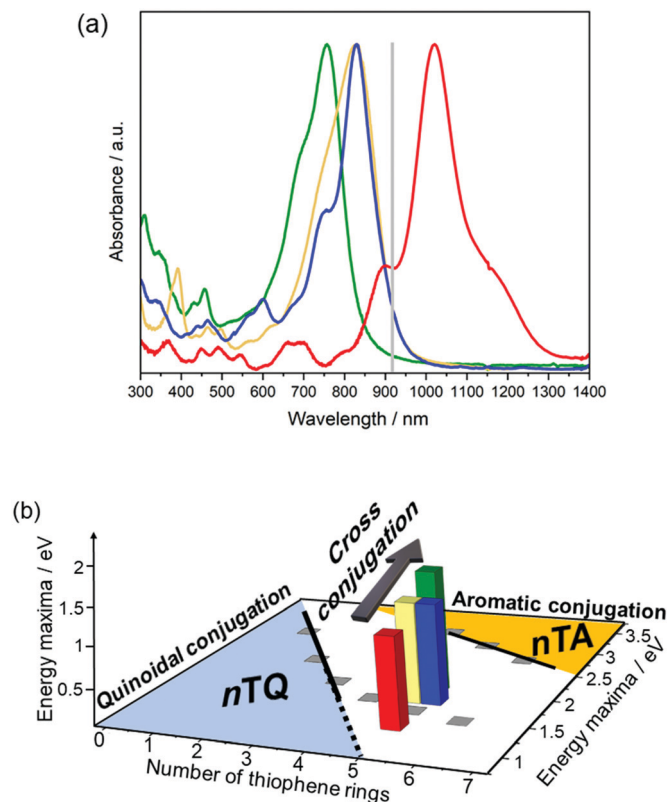 (a)
Absorbance / a.u.
300 400 500 600 700 800 900 1000 1100 1200 1300 1400
Wavelength / nm
(b)
Energy maxima / eV
2
1.5
1
0.5
Quinoidal conjugation
Cross
conjugation
Aromatic conjugation
nTQ
nTA
3.5
3
2.5
2
1.5
1
Energy maxima / eV
0 1 2 3 4 5 6 7
Number of thiophene rings